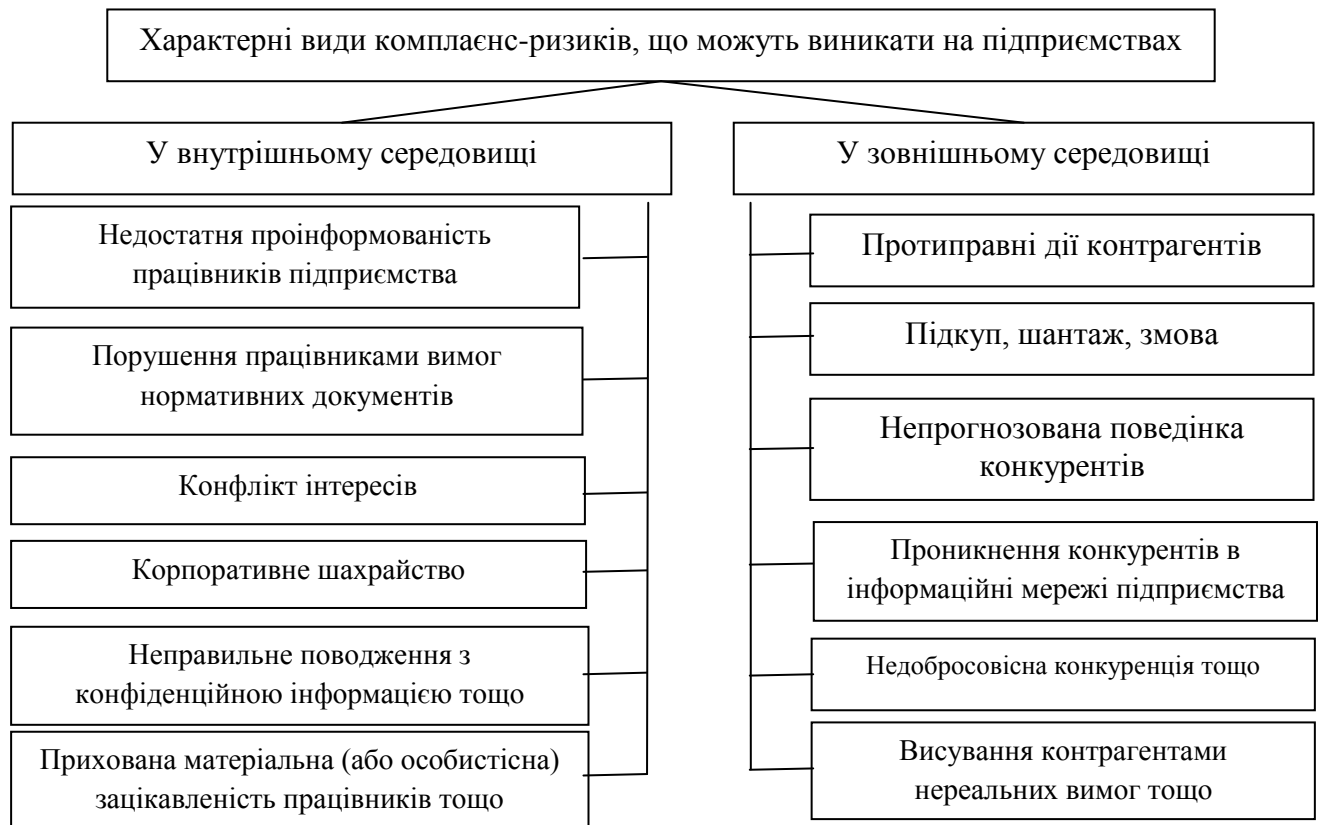 Характерні види комплаєнс-ризиків, що можуть виникати на підприємствах
У внутрішньому середовищі
Недостатня проінформованість
працівників підприємства
Порушення працівниками вимог
нормативних документів
Конфлікт інтересів
Корпоративне шахрайство
Неправильне поводження з
конфіденційною інформацією тощо
Прихована матеріальна (або особистісна)
зацікавленість працівників тощо
У зовнішньому середовищі
Протиправні дії контрагентів
Підкуп, шантаж, змова
Непрогнозована поведінка
конкурентів
Проникнення конкурентів в
інформаційні мережі підприємства
Недобросовісна конкуренція тощо
Висування контрагентами
нереальних вимог тощо